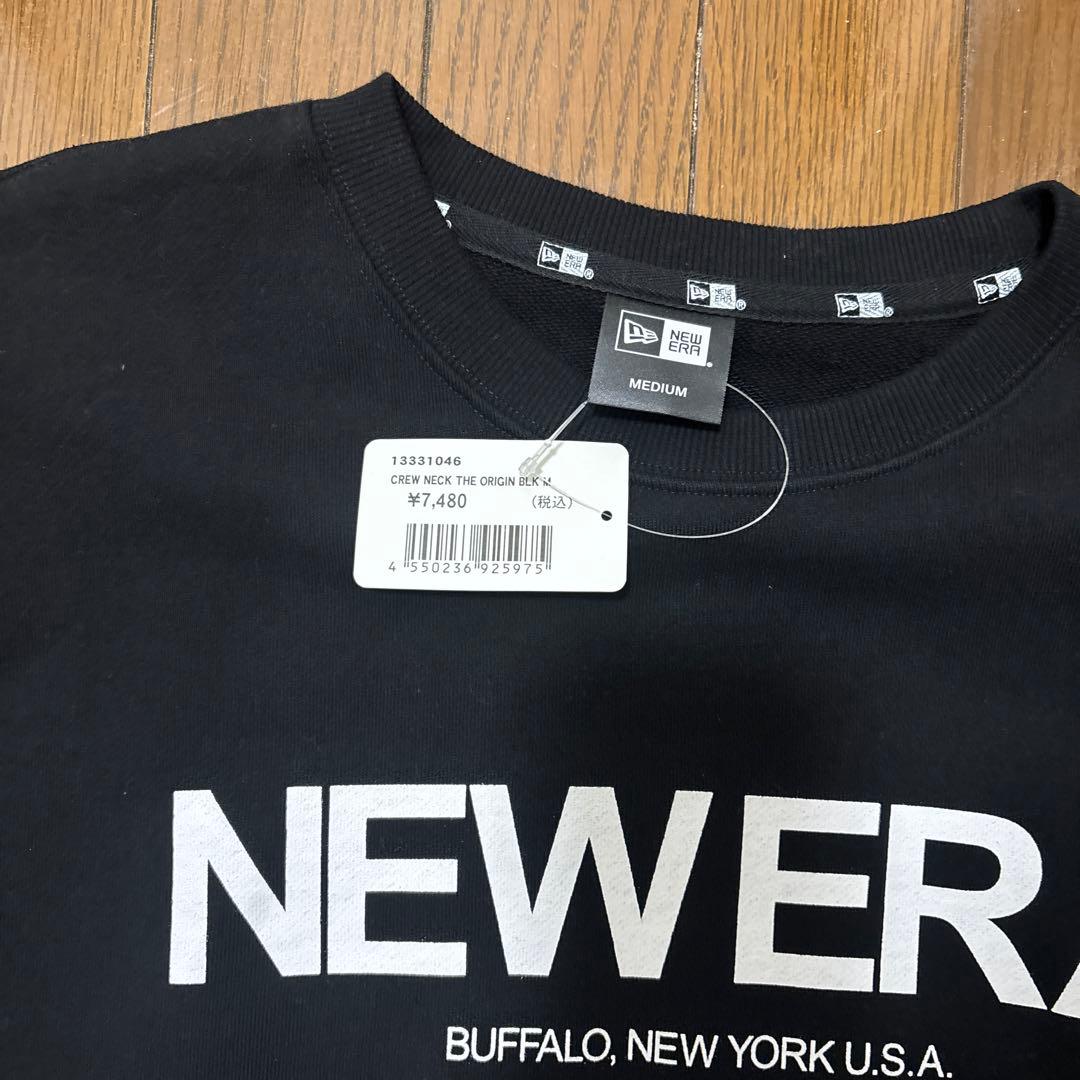 NEW ERA ®
NEW ERA ®
NEW ERA ®
NEW ERA
NEW ERA ®
MEDIUM
13331046
CREW NECK THE ORIGIN BLK M
¥7,480 (税込)
4 550236 925975
NEW ERA
BUFFALO, NEW YORK U.S.A.